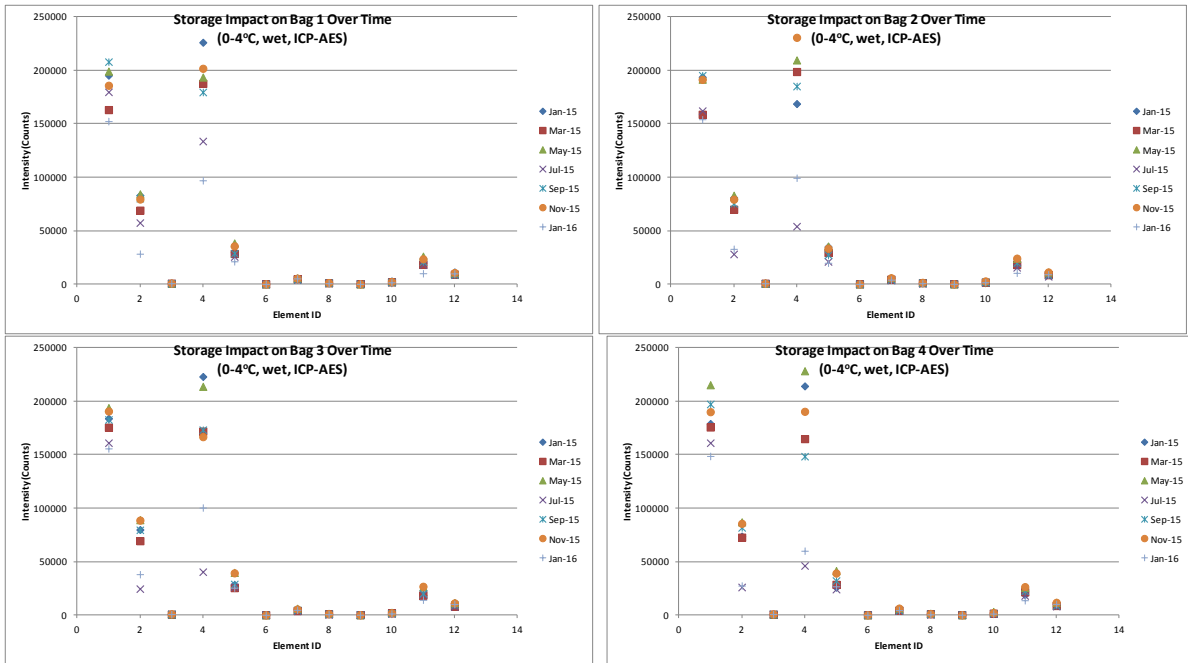 Storage Impact on Bag 1 Over Time
(0-4°C, wet, ICP-AES)
250000
200000
150000
100000
50000
0
Intensity (Counts)
0 2 4 6 8 10 12 14
Element ID
Jan-15
Mar-15
May-15
Jul-15
Sep-15
Nov-15
Jan-16
Storage Impact on Bag 2 Over Time
(0-4°C, wet, ICP-AES)
250000
200000
150000
100000
50000
0
Intensity (Counts)
0 2 4 6 8 10 12 14
Element ID
Jan-15
Mar-15
May-15
Jul-15
Sep-15
Nov-15
Jan-16
Storage Impact on Bag 3 Over Time
(0-4°C, wet, ICP-AES)
250000
200000
150000
100000
50000
0
Intensity (Counts)
0 2 4 6 8 10 12 14
Element ID
Jan-15
Mar-15
May-15
Jul-15
Sep-15
Nov-15
Jan-16
Storage Impact on Bag 4 Over Time
(0-4°C, wet, ICP-AES)
250000
200000
150000
100000
50000
0
Intensity (Counts)
0 2 4 6 8 10 12 14
Element ID
Jan-15
Mar-15
May-15
Jul-15
Sep-15
Nov-15
Jan-16